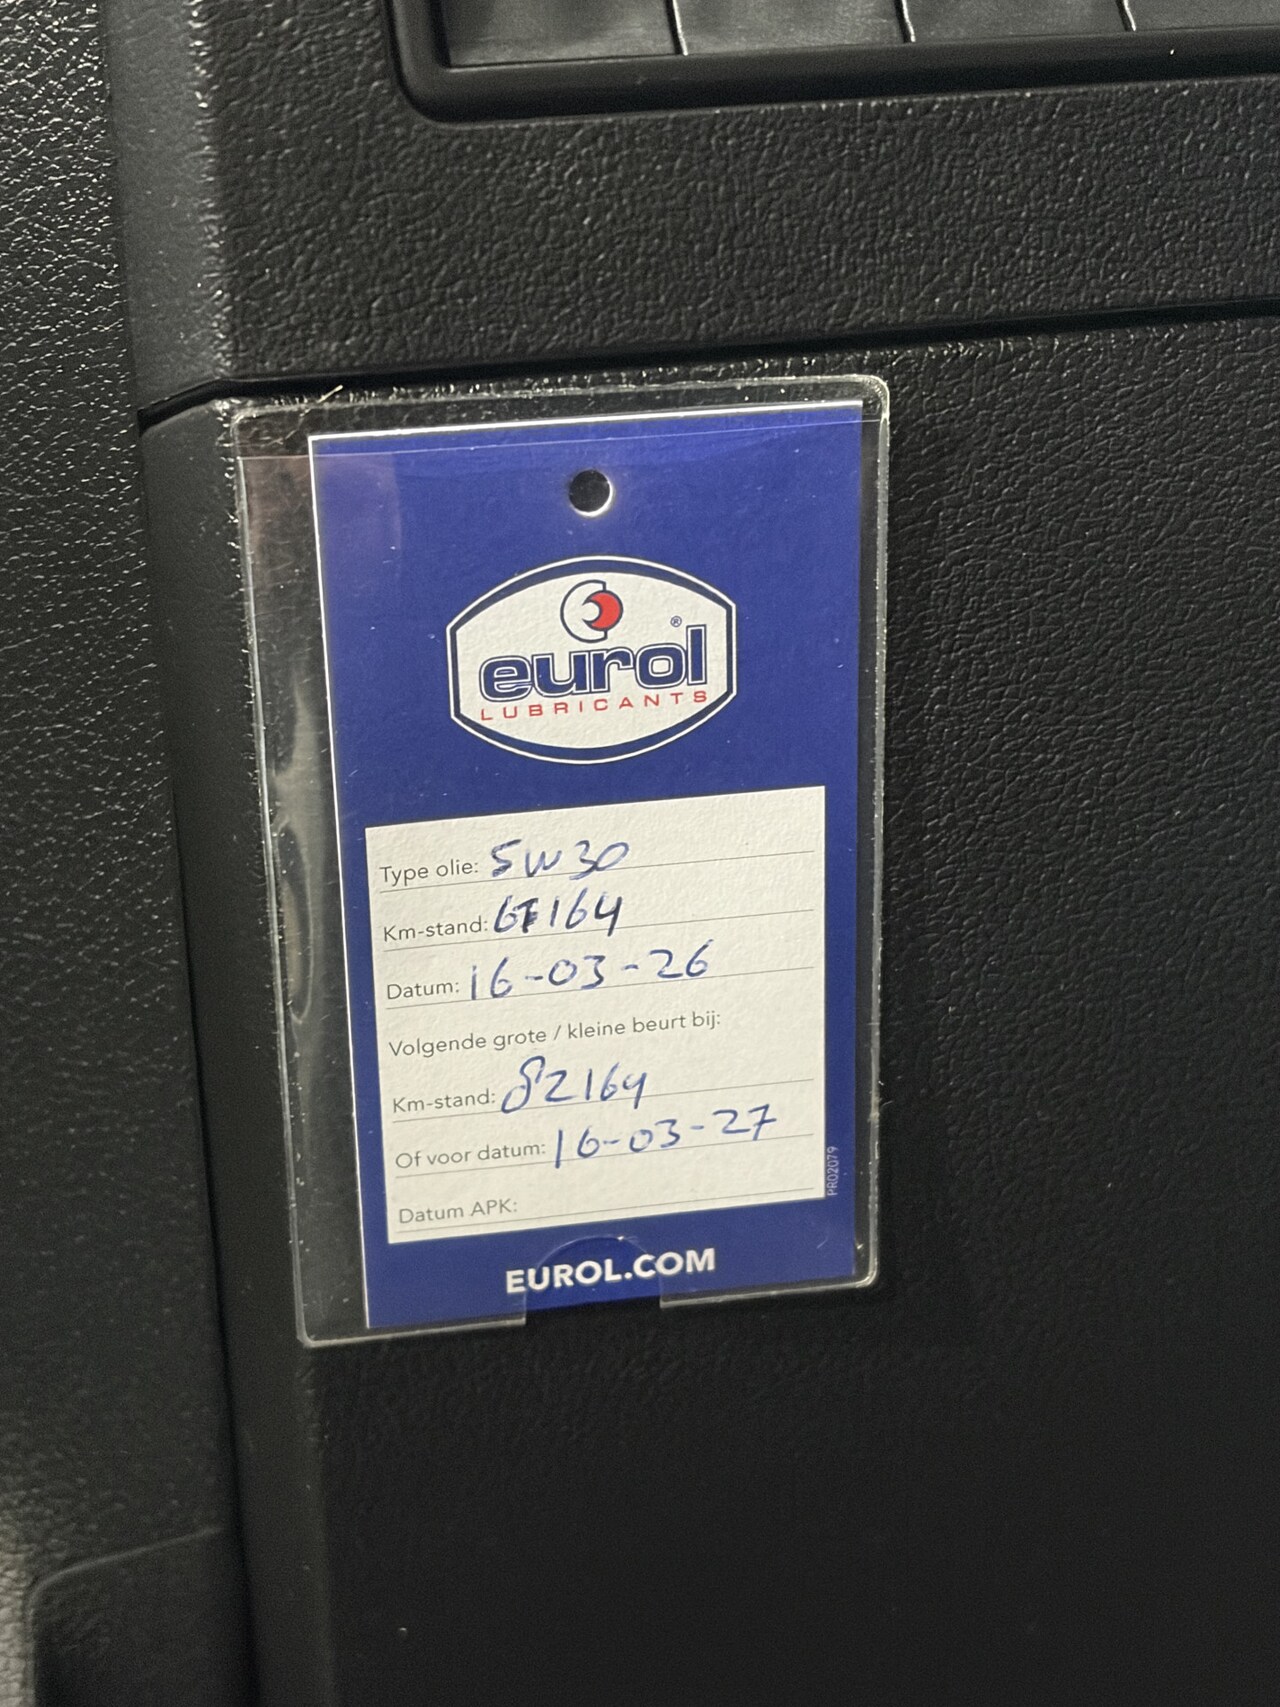 eurol®
LUBRICANTS
Type olie: 5W30
Km-stand: 67164
Datum: 16-03-26
Volgende grote / kleine beurt bij:
Km-stand: 82164
Of voor datum: 16-03-27
Datum APK:
PR02079
EUROL.COM